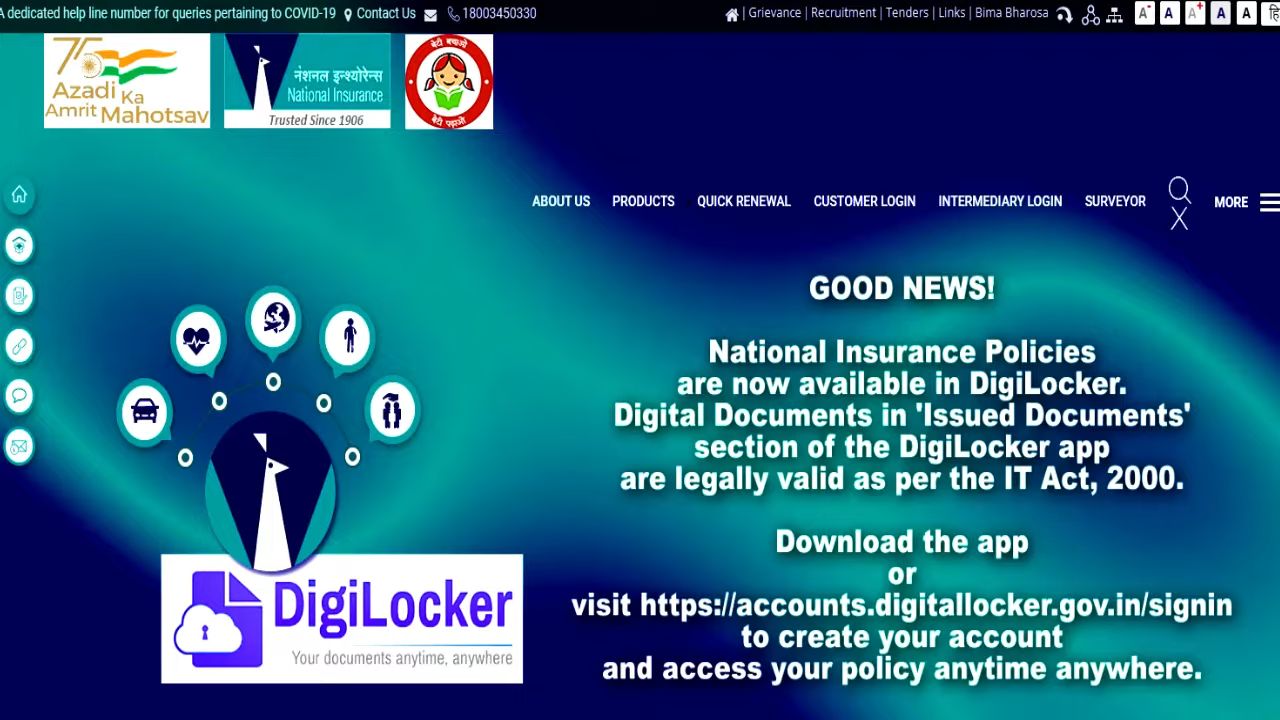 A dedicated help line number for queries pertaining to COVID-19 Contact Us 18003450330
| Grievance | Recruitment | Tenders | Links | Bima Bharosa A- A A+ A A हि
75
Azadi Ka
Amrit Mahotsav
नेशनल इन्श्योरेन्स
National Insurance
Trusted Since 1906
बेटी बचाओ
बेटी पढ़ाओ
ABOUT US PRODUCTS QUICK RENEWAL CUSTOMER LOGIN INTERMEDIARY LOGIN SURVEYOR X MORE
GOOD NEWS!
National Insurance Policies
are now available in DigiLocker.
Digital Documents in 'Issued Documents'
section of the DigiLocker app
are legally valid as per the IT Act, 2000.
Download the app
or
visit https://accounts.digitallocker.gov.in/signin
to create your account
and access your policy anytime anywhere.
DigiLocker
Your documents anytime, anywhere